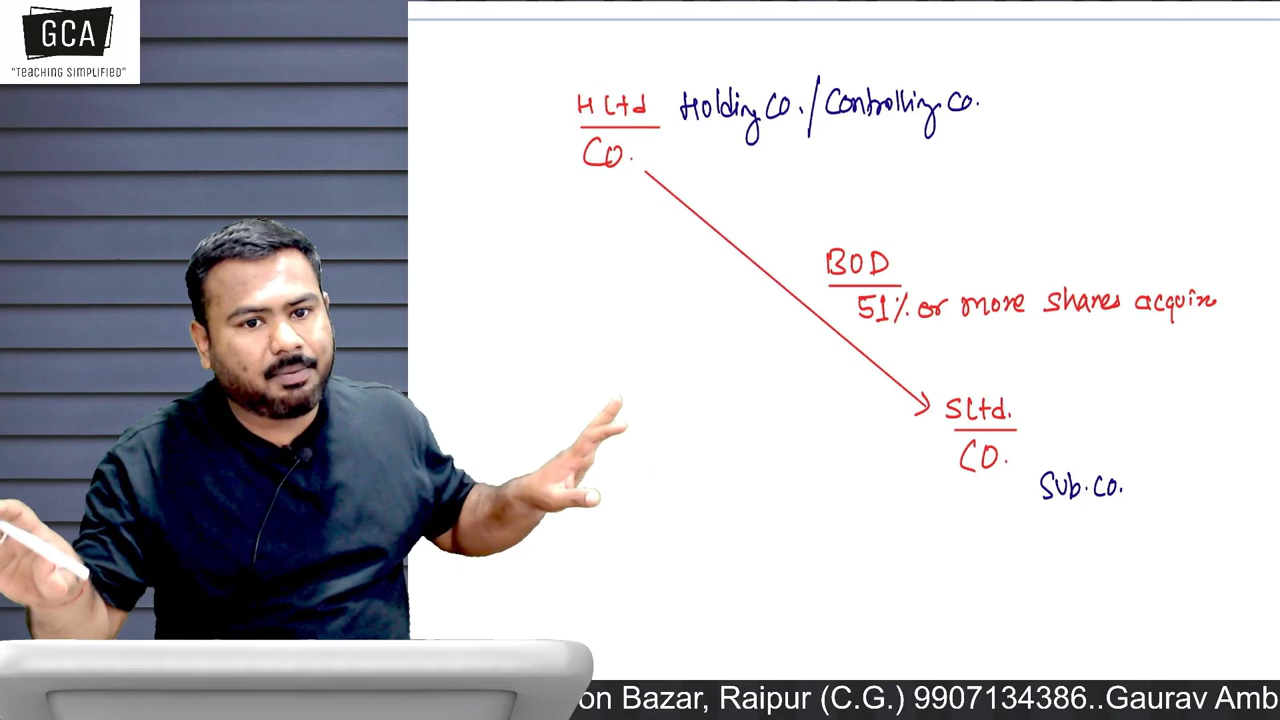 GCA
"TEACHING SIMPLIFIED"
H Ltd Holding Co. / Controlling Co.
Co.
BOD
51% or more shares acquire
S Ltd.
CO.
Sub. Co.
on Bazar, Raipur (C.G.) 9907134386..Gaurav Amb